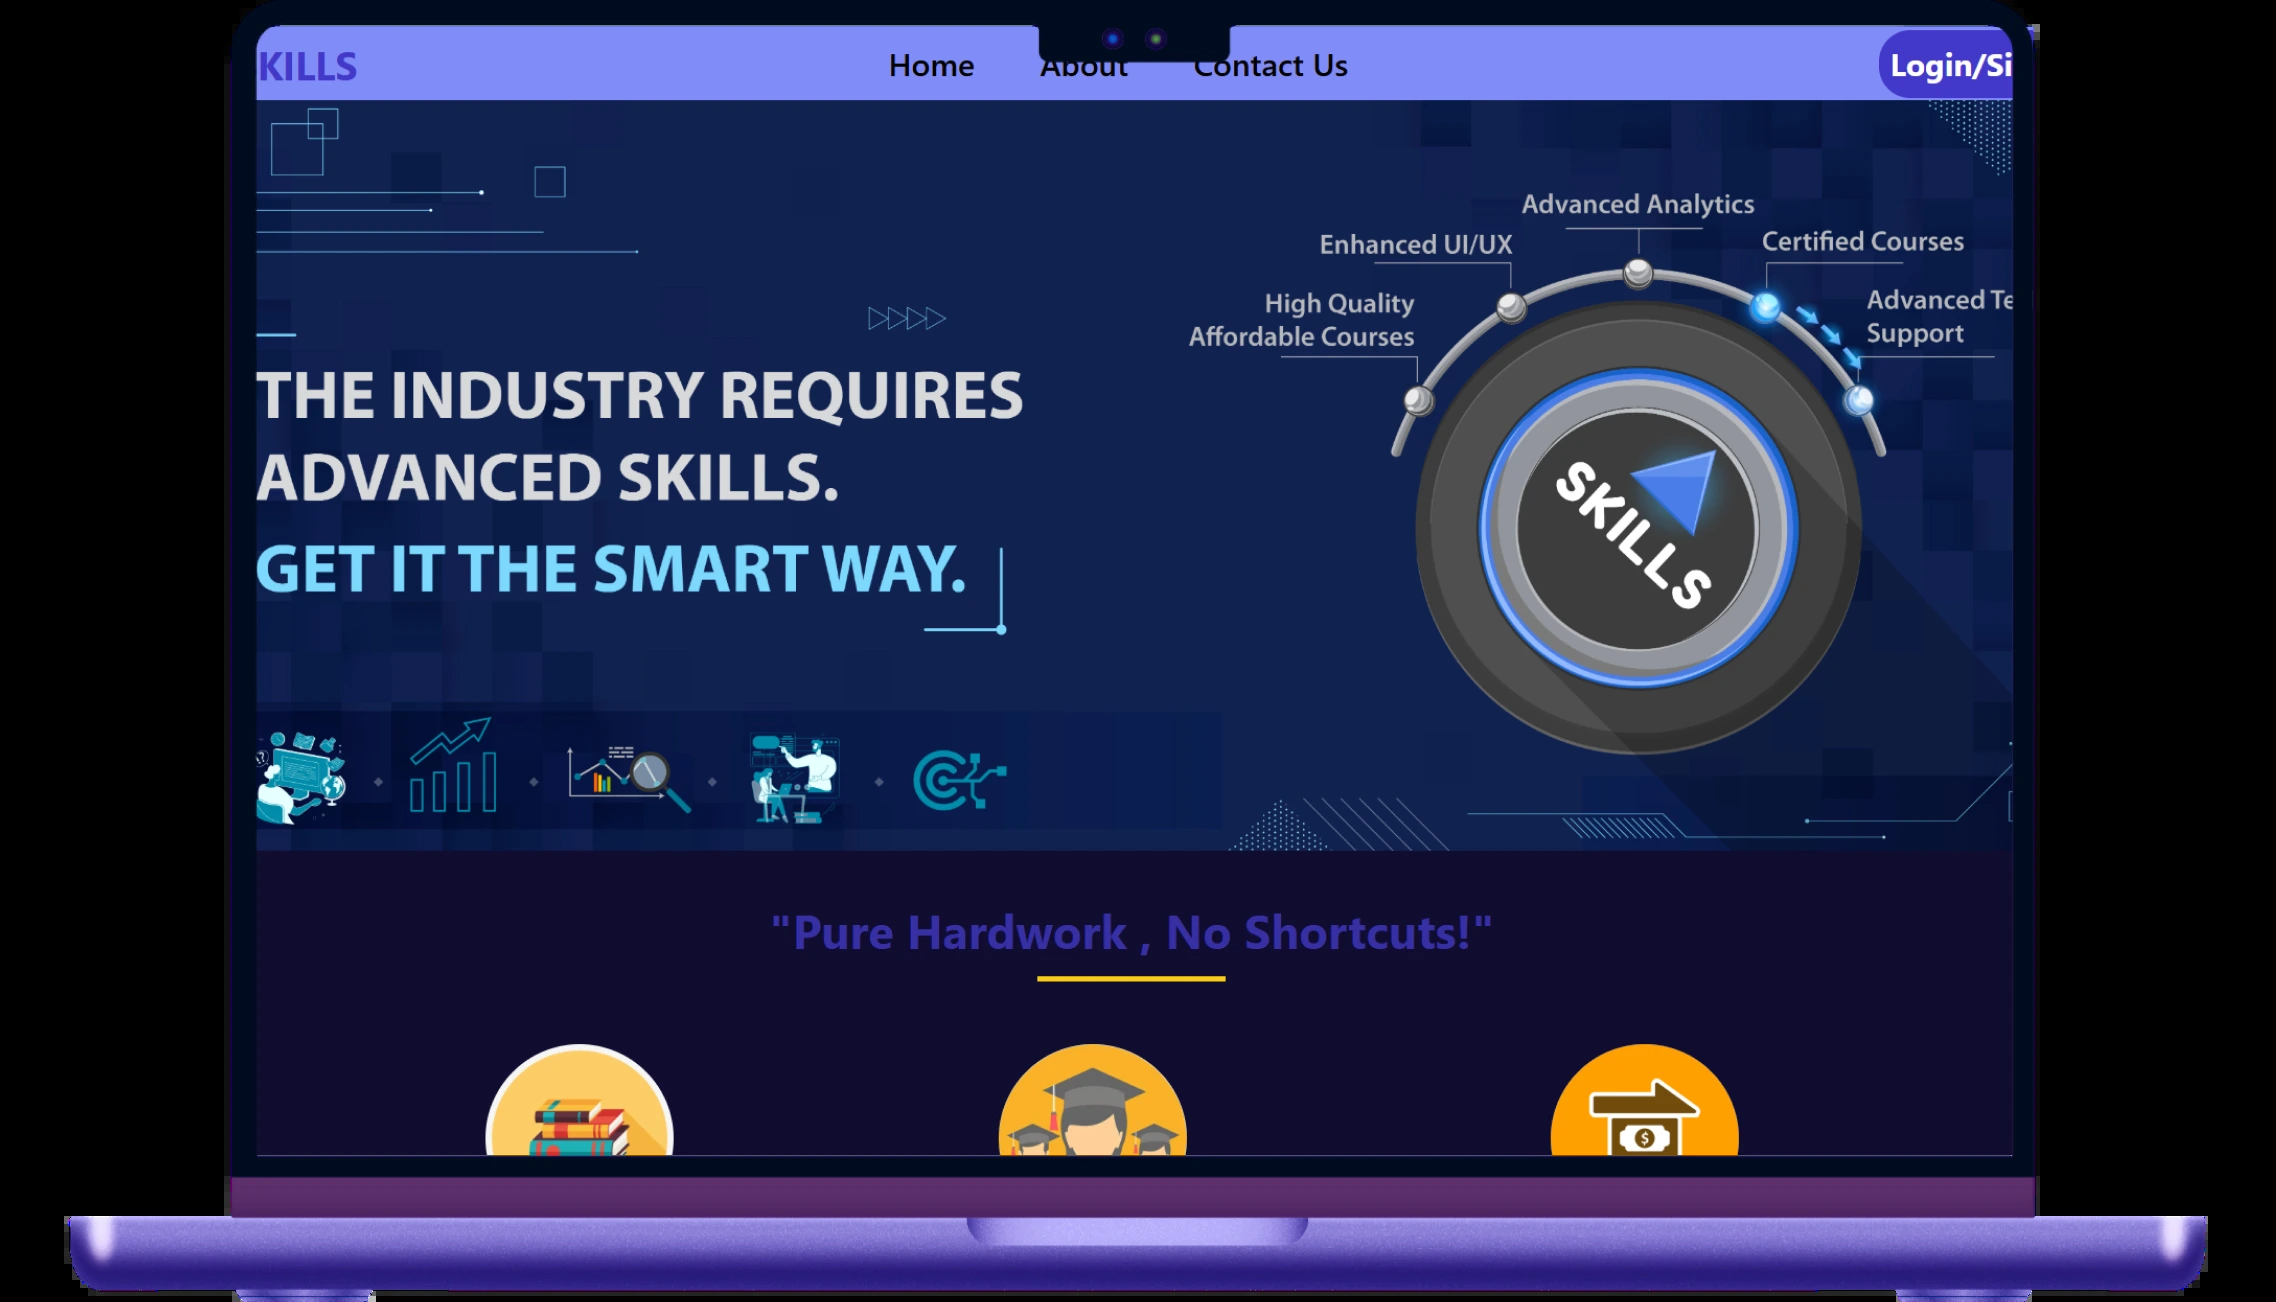 KILLS
Home About Contact Us
Login/Si
Advanced Analytics
Enhanced UI/UX
Certified Courses
High Quality
Affordable Courses
Advanced Te
Support
THE INDUSTRY REQUIRES
ADVANCED SKILLS.
GET IT THE SMART WAY.
SKILLS
"Pure Hardwork , No Shortcuts!"